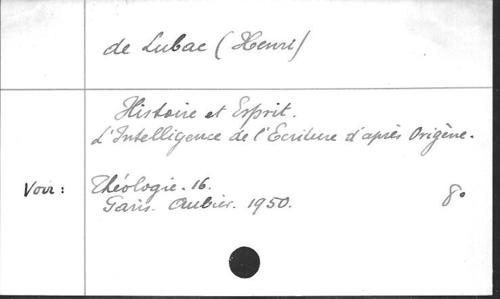 de Lubac (Henri)
Histoire et Esprit.
L'Intelligence de l'Ecriture d'après Origène.
Voir : Théologie. 16.
Paris. Aubier. 1950. 8°